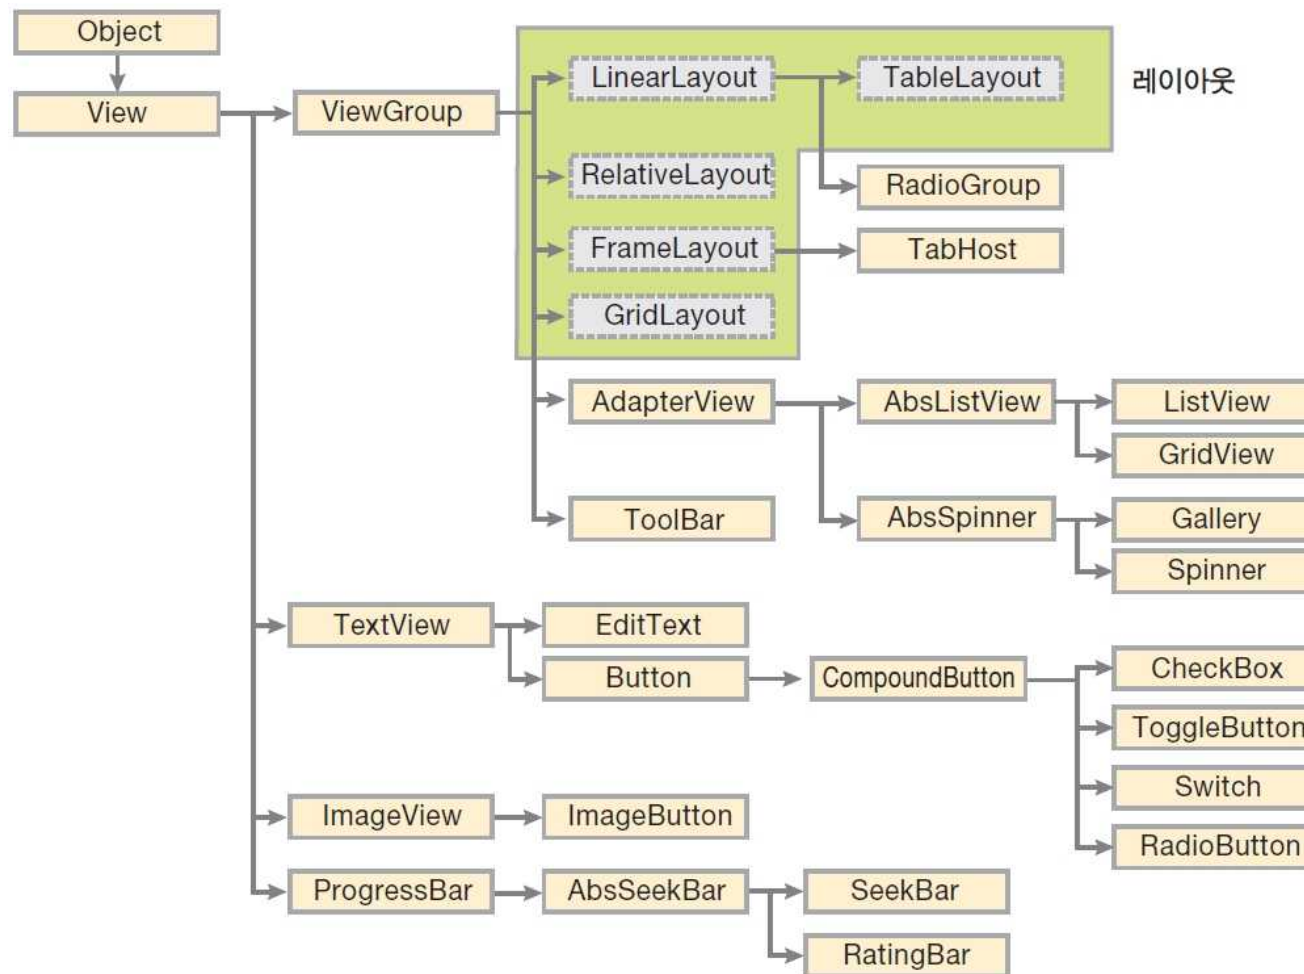 Object
View
ViewGroup
LinearLayout
TableLayout
레이아웃
RelativeLayout
RadioGroup
FrameLayout
TabHost
GridLayout
AdapterView
AbsListView
ListView
GridView
ToolBar
AbsSpinner
Gallery
Spinner
TextView
EditText
Button
CompoundButton
CheckBox
ToggleButton
Switch
RadioButton
ImageView
ImageButton
ProgressBar
AbsSeekBar
SeekBar
RatingBar